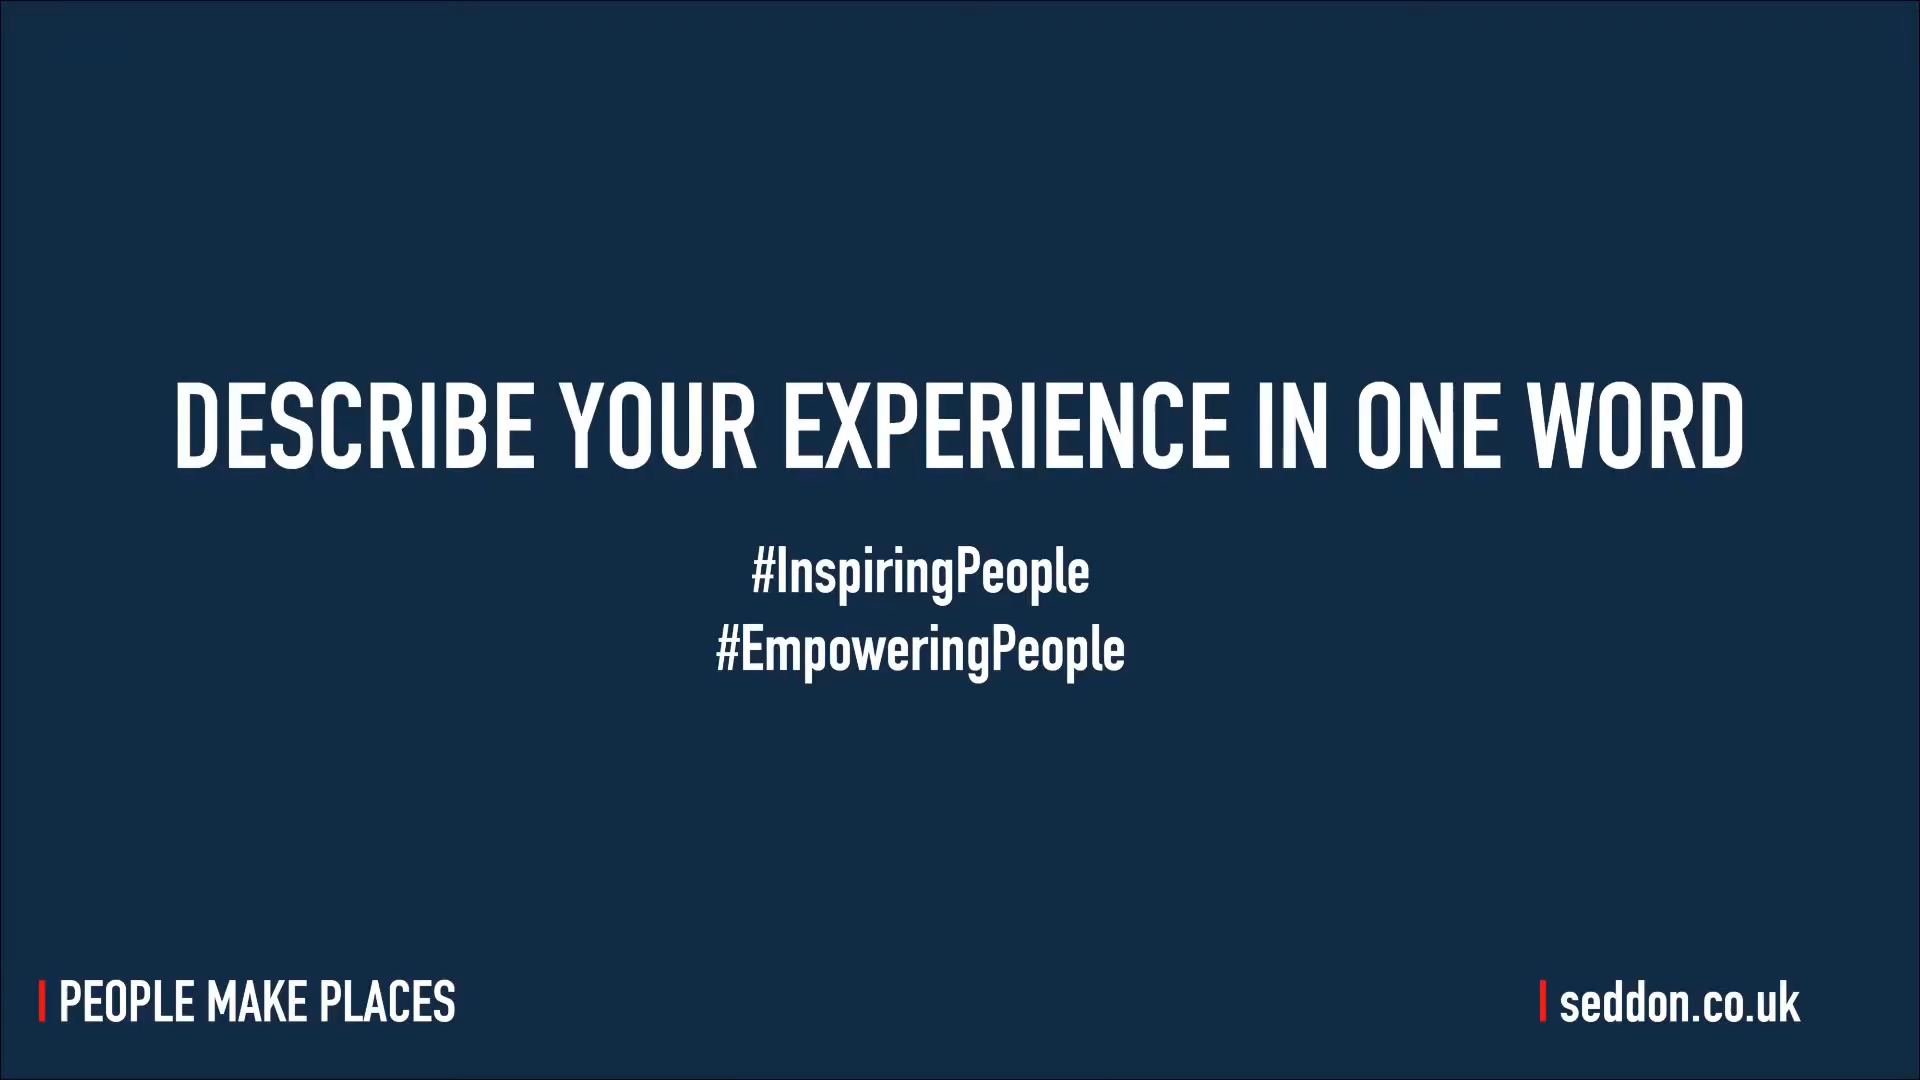 DESCRIBE YOUR EXPERIENCE IN ONE WORD
#InspiringPeople
#EmpoweringPeople
PEOPLE MAKE PLACES
seddon.co.uk